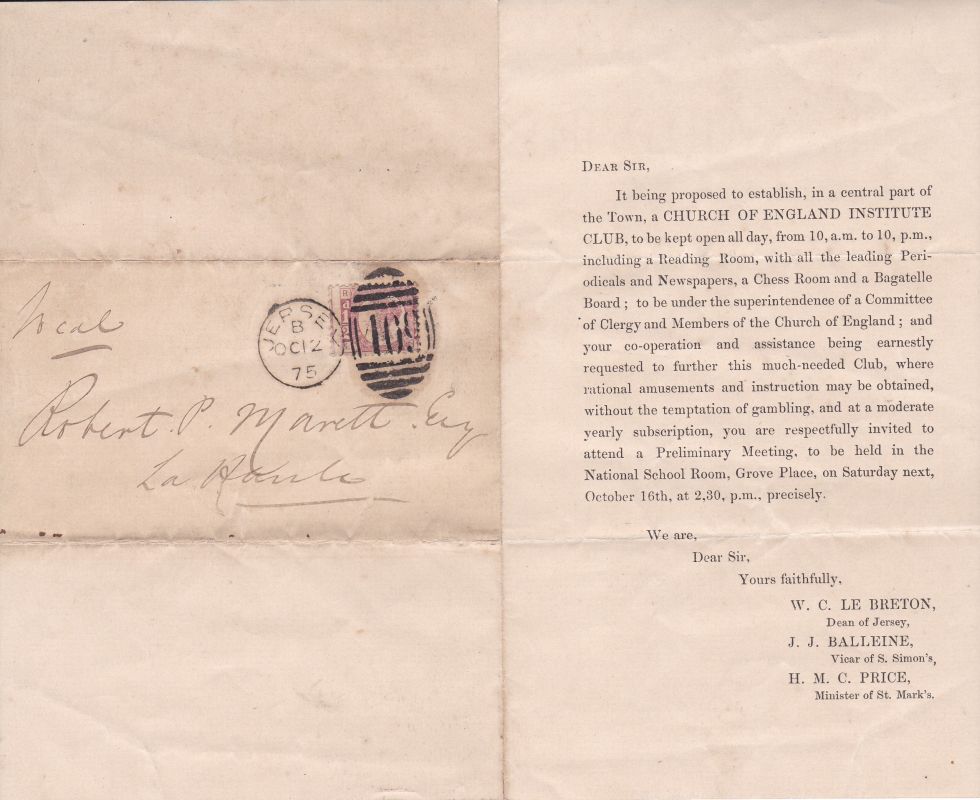 Local
JERSEY
B
OC 12
75
409
Robert. P. Marett. Esq
La Haule
DEAR SIR,
It being proposed to establish, in a central part of
the Town, a CHURCH OF ENGLAND INSTITUTE
CLUB, to be kept open all day, from 10, a.m. to 10, p.m.,
including a Reading Room, with all the leading Peri-
odicals and Newspapers, a Chess Room and a Bagatelle
Board ; to be under the superintendence of a Committee
of Clergy and Members of the Church of England ; and
your co-operation and assistance being earnestly
requested to further this much-needed Club, where
rational amusements and instruction may be obtained,
without the temptation of gambling, and at a moderate
yearly subscription, you are respectfully invited to
attend a Preliminary Meeting, to be held in the
National School Room, Grove Place, on Saturday next,
October 16th, at 2,30, p.m., precisely.
We are,
Dear Sir,
Yours faithfully,
W. C. LE BRETON,
Dean of Jersey,
J. J. BALLEINE,
Vicar of S. Simon's,
H. M. C. PRICE,
Minister of St. Mark's.